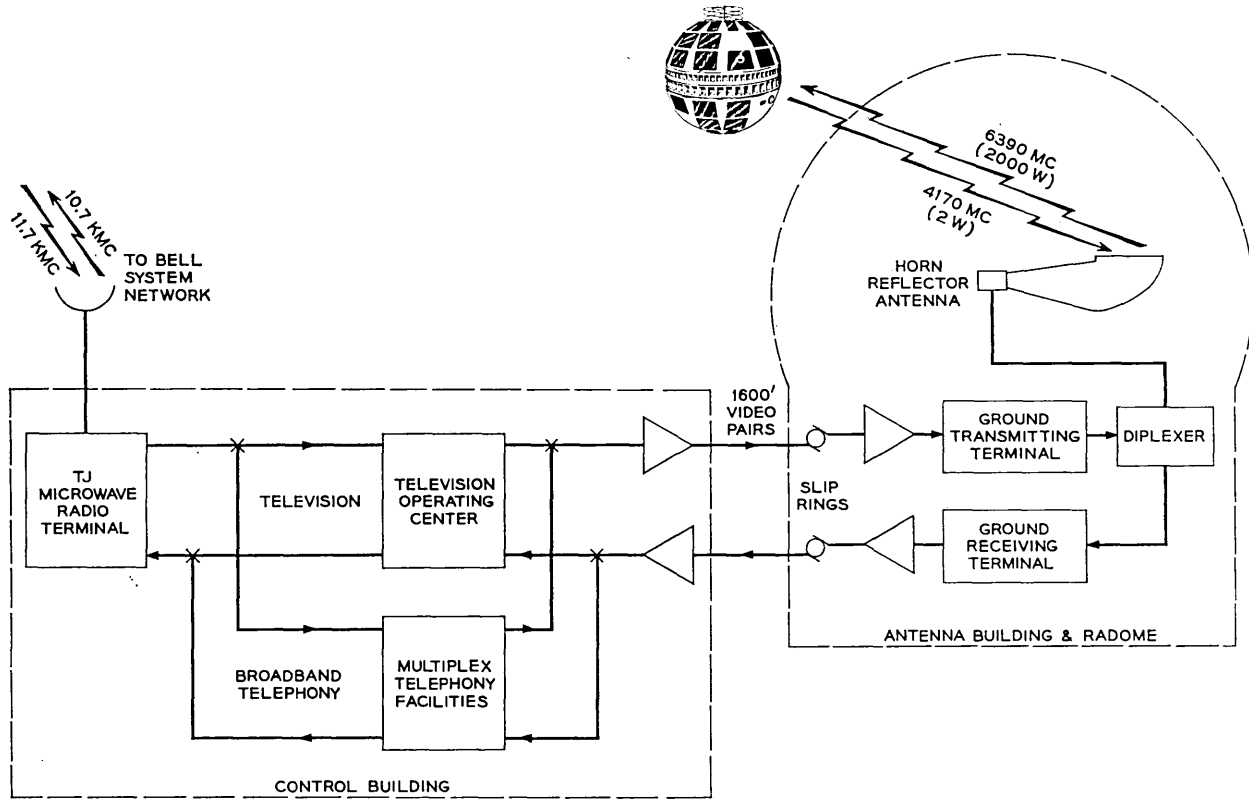 6390 MC
(2000 W)
4170 MC
(2W)
10.7 KMC
11.7 KMC
TO BELL
SYSTEM
NETWORK
HORN
REFLECTOR
ANTENNA
1600'
VIDEO
PAIRS
GROUND
TRANSMITTING
TERMINAL
DIPLEXER
TJ
MICROWAVE
RADIO
TERMINAL
TELEVISION
TELEVISION
OPERATING
CENTER
SLIP
RINGS
GROUND
RECEIVING
TERMINAL
ANTENNA BUILDING & RADOME
BROADBAND
TELEPHONY
MULTIPLEX
TELEPHONY
FACILITIES
CONTROL BUILDING